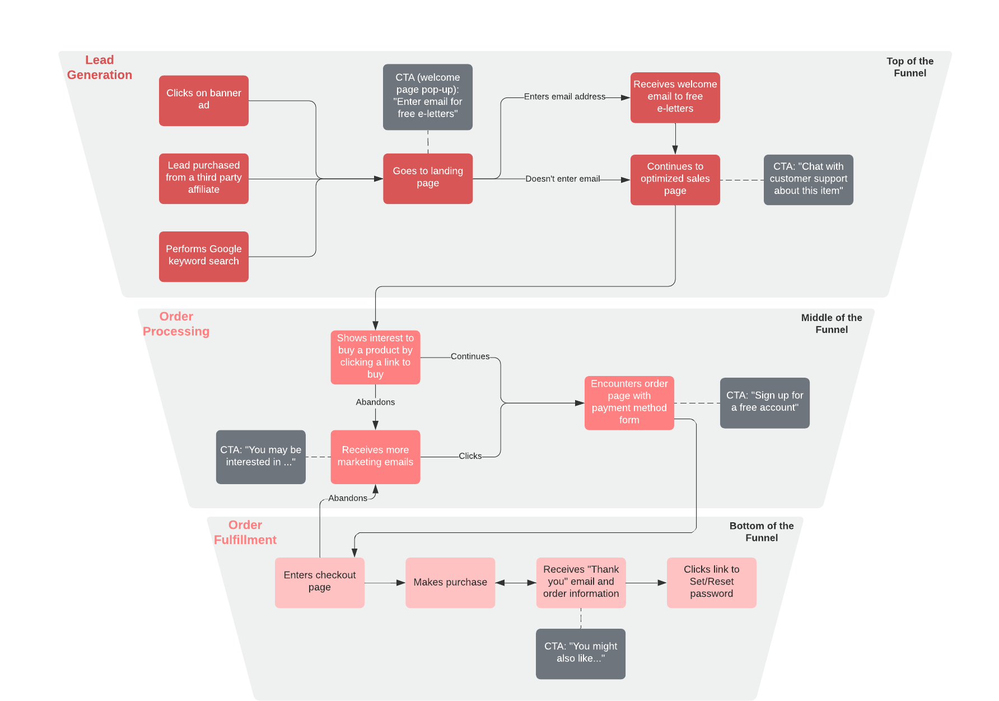 Lead
Generation
Top of the
Funnel
Clicks on banner
ad
CTA (welcome
page pop-up):
"Enter email for
free e-letters"
Enters email address
Receives welcome
email to free
e-letters
Lead purchased
from a third party
affiliate
Goes to landing
page
Doesn't enter email
Continues to
optimized sales
page
CTA: "Chat with
customer support
about this item"
Performs Google
keyword search
Order
Processing
Middle of the
Funnel
Shows interest to
buy a product by
clicking a link to
buy
Continues
Abandons
Encounters order
page with
payment method
form
CTA: "Sign up for
a free account"
CTA: "You may be
interested in ..."
Receives more
marketing emails
Clicks
Abandons
Order
Fulfillment
Bottom of the
Funnel
Enters checkout
page
Makes purchase
Receives "Thank
you" email and
order information
Clicks link to
Set/Reset
password
CTA: "You might
also like..."